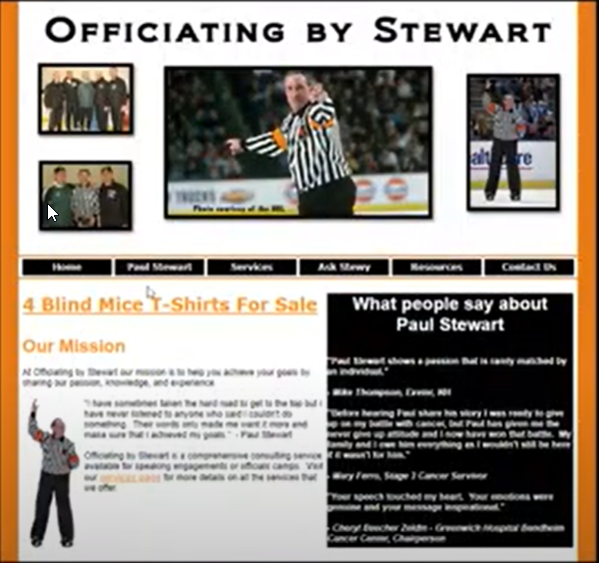 OFFICIATING BY STEWART
TRUCKS
Photo courtesy of the NHL
Home
Paul Stewart
Services
Ask Stewy
Resources
Contact Us
4 Blind Mice T-Shirts For Sale
Our Mission
At Officiating by Stewart our mission is to help you achieve your goals by
sharing our passion, knowledge, and experience
"I have sometimes taken the hard road to get to the top but I
have never listened to anyone who said I couldn't do
something. Their words only made me want it more and
make sure that I achieved my goals." - Paul Stewart
Officiating by Stewart is a comprehensive consulting service
available for speaking engagements or officials camps. Visit
our services page for more details on all the services that
we offer.
What people say about
Paul Stewart
"Paul Stewart shows a passion that is rarely matched by
an individual."
- Mike Thompson, Exeter, NH
"Before hearing Paul share his story I was ready to give
up on my battle with cancer, but Paul has given me the
never give up attitude and I now have won that battle. My
family and I owe him everything as I wouldn't still be here
if it wasn't for him."
- Mary Ferro, Stage 3 Cancer Survivor
"Your speech touched my heart. Your emotions were
genuine and your message inspirational."
- Cheryl Beecher Zeldin - Greenwich Hospital Bendheim
Cancer Center, Chairperson